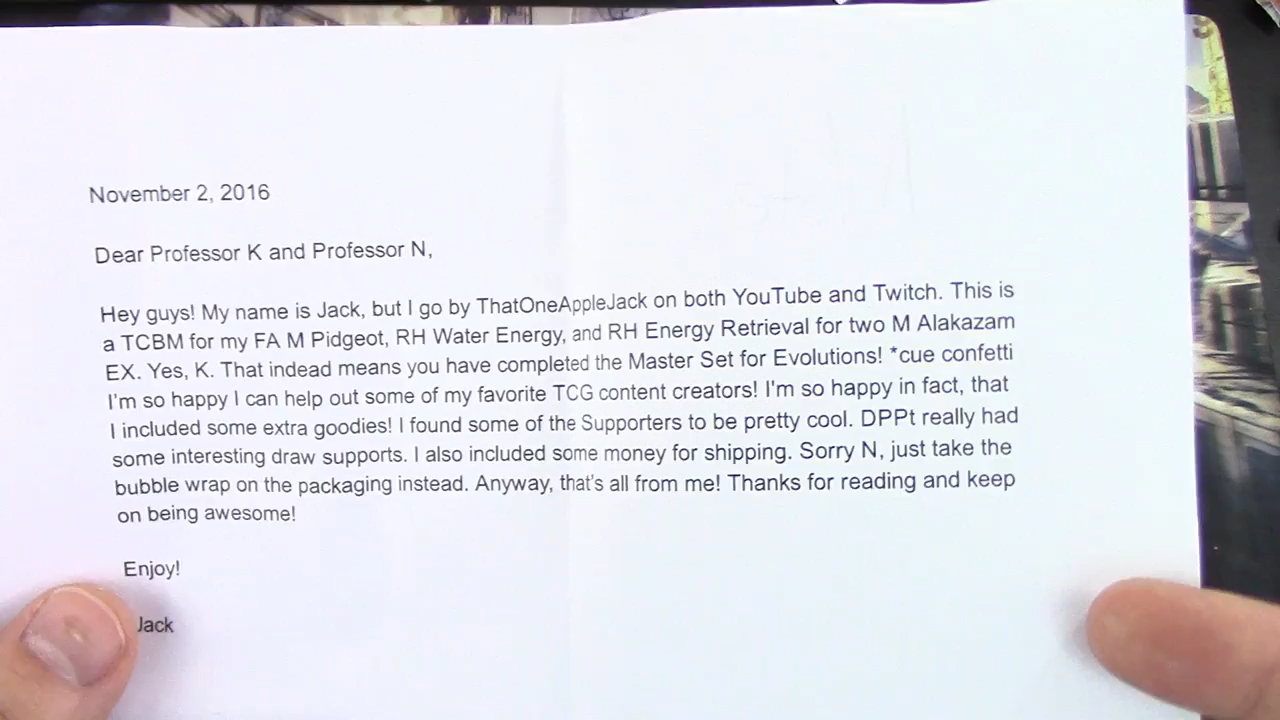 November 2, 2016
Dear Professor K and Professor N,
Hey guys! My name is Jack, but I go by ThatOneAppleJack on both YouTube and Twitch. This is
a TCBM for my FA M Pidgeot, RH Water Energy, and RH Energy Retrieval for two M Alakazam
EX. Yes, K. That indead means you have completed the Master Set for Evolutions! *cue confetti
I'm so happy I can help out some of my favorite TCG content creators! I'm so happy in fact, that
I included some extra goodies! I found some of the Supporters to be pretty cool. DPPt really had
some interesting draw supports. I also included some money for shipping. Sorry N, just take the
bubble wrap on the packaging instead. Anyway, that's all from me! Thanks for reading and keep
on being awesome!
Enjoy!
Jack